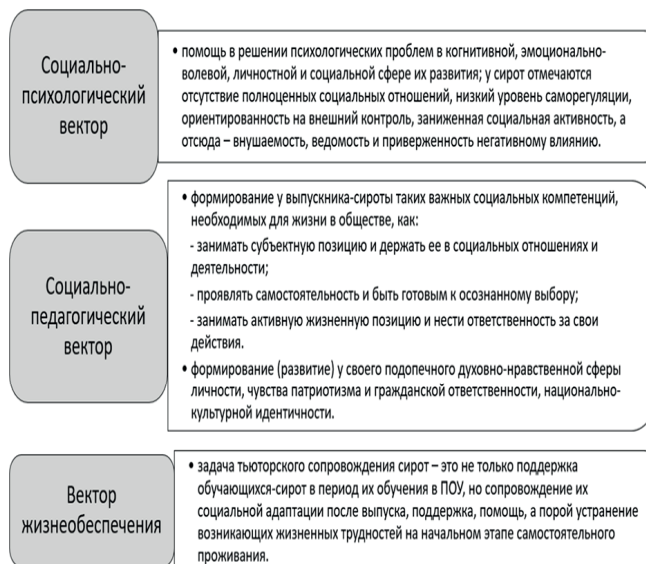 Социально-
психологический
вектор
• помощь в решении психологических проблем в когнитивной, эмоционально-
волевой, личностной и социальной сфере их развития; у сирот отмечаются
отсутствие полноценных социальных отношений, низкий уровень саморегуляции,
ориентированность на внешний контроль, заниженная социальная активность, а
отсюда – внушаемость, ведомость и приверженность негативному влиянию.
Социально-
педагогический
вектор
• формирование у выпускника-сироты таких важных социальных компетенций,
необходимых для жизни в обществе, как:
- занимать субъектную позицию и держать ее в социальных отношениях и
деятельности;
- проявлять самостоятельность и быть готовым к осознанному выбору;
- занимать активную жизненную позицию и нести ответственность за свои
действия.
• формирование (развитие) у своего подопечного духовно-нравственной сферы
личности, чувства патриотизма и гражданской ответственности, национально-
культурной идентичности.
Вектор
жизнеобеспечения
• задача тьюторского сопровождения сирот – это не только поддержка
обучающихся-сирот в период их обучения в ПОУ, но сопровождение их
социальной адаптации после выпуска, поддержка, помощь, а порой устранение
возникающих жизненных трудностей на начальном этапе самостоятельного
проживания.